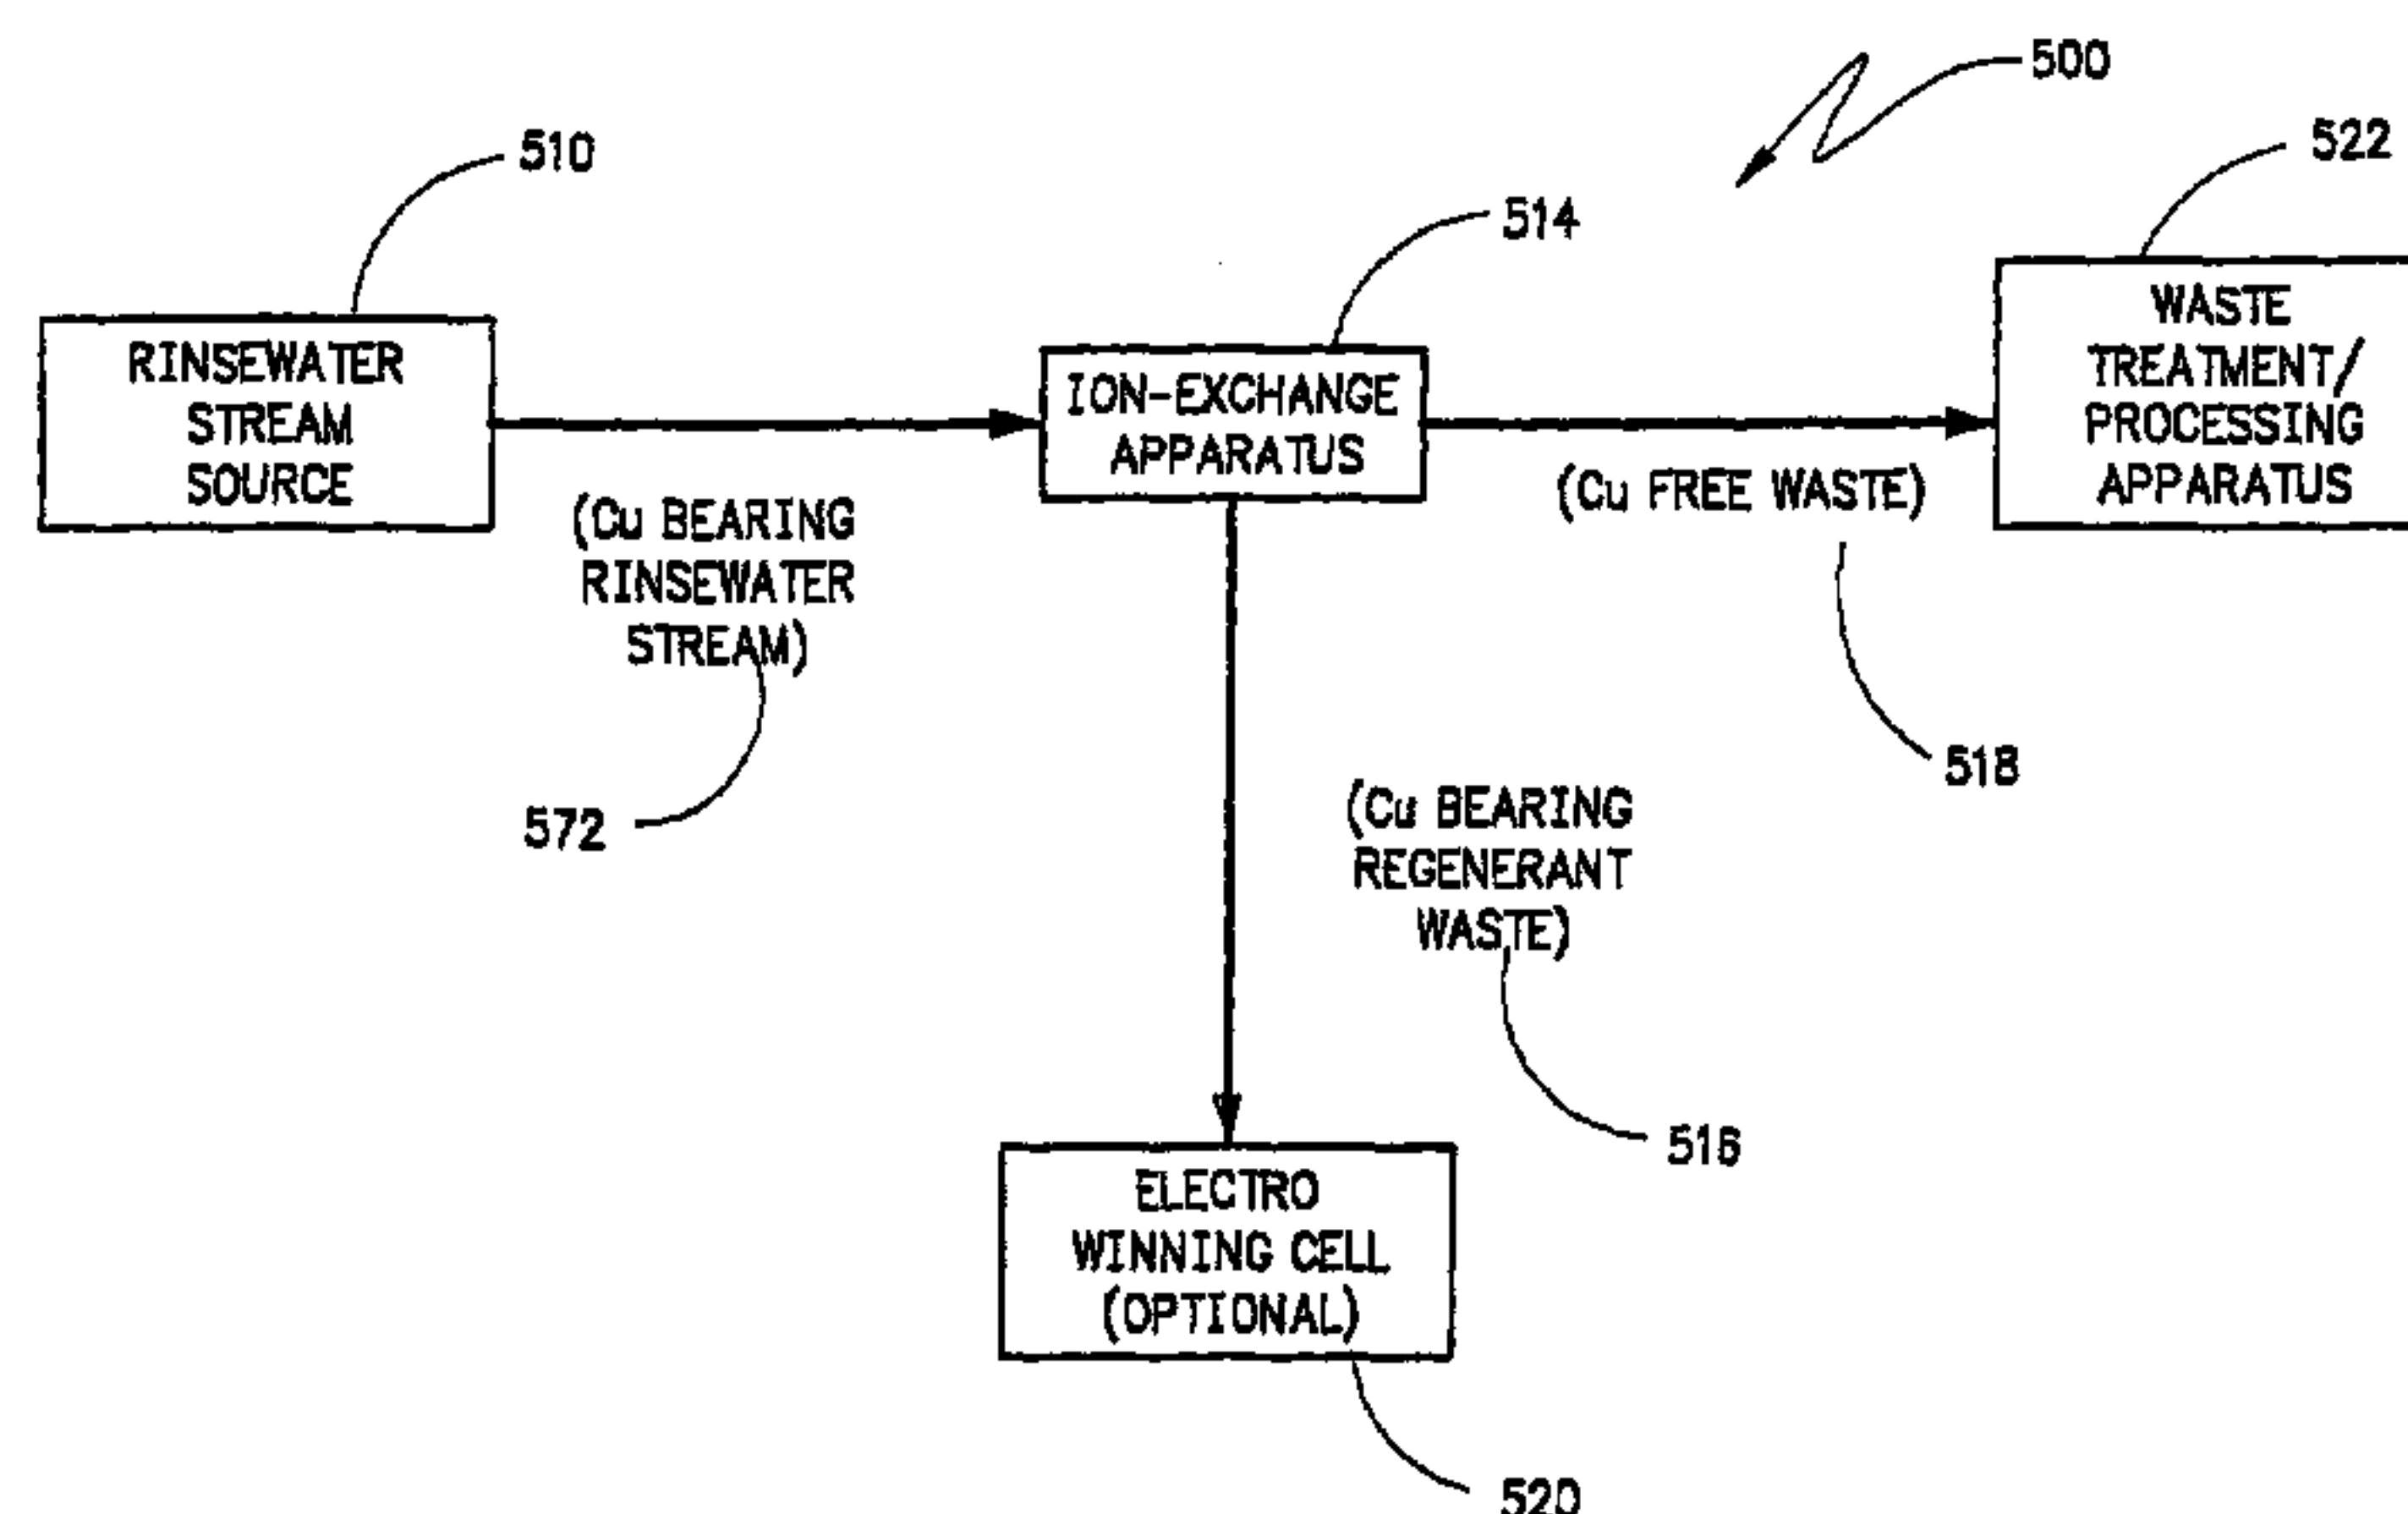 500
510
522
514
RINSEWATER
STREAM
SOURCE
ION-EXCHANGE
APPARATUS
WASTE
TREATMENT/
PROCESSING
APPARATUS
(Cu BEARING
RINSEWATER
STREAM)
(Cu FREE WASTE)
572
518
(Cu BEARING
REGENERANT
WASTE)
516
ELECTRO
WINNING CELL
(OPTIONAL)
520